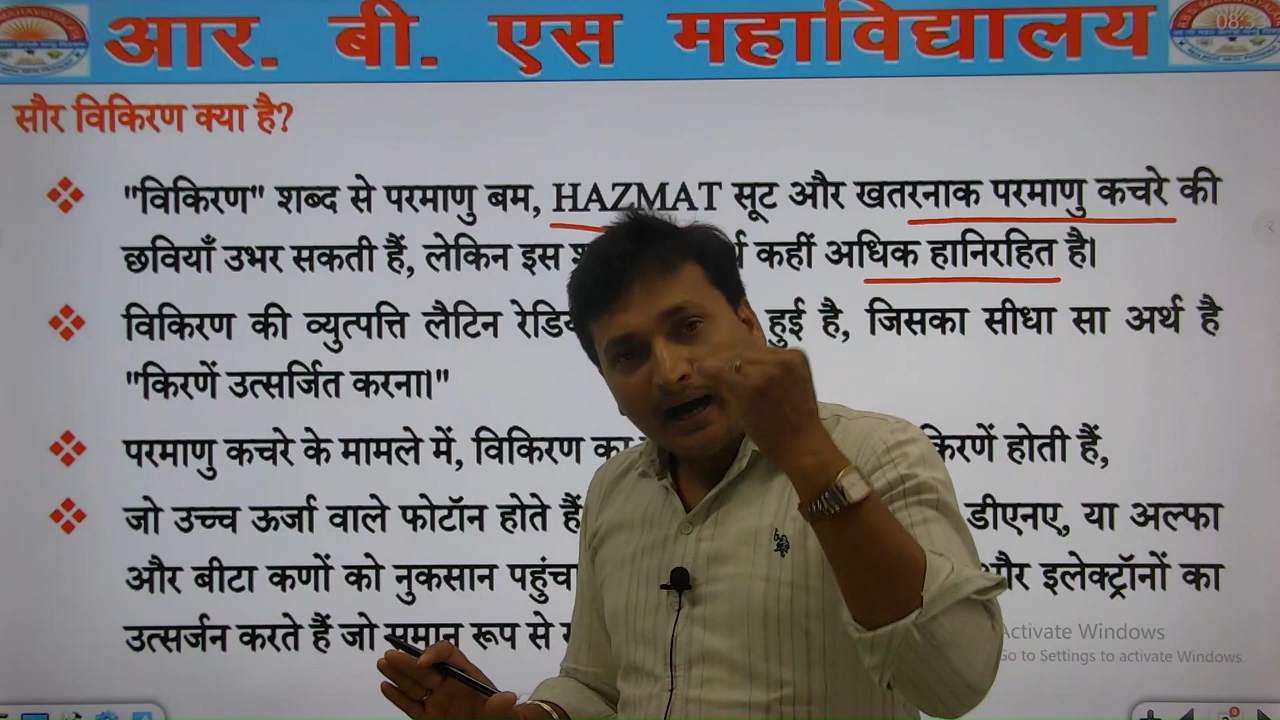 आर. बी. एस महाविद्यालय
08:3
सौर विकिरण क्या है?
"विकिरण" शब्द से परमाणु बम, HAZMAT सूट और खतरनाक परमाणु कचरे की
छवियाँ उभर सकती हैं, लेकिन इस कहीं अधिक हानिरहित है।
विकिरण की व्युत्पत्ति लैटिन हुई है, जिसका सीधा सा अर्थ है
"किरणें उत्सर्जित करना।"
परमाणु कचरे के मामले में, विकिरण का किरणें होती हैं,
जो उच्च ऊर्जा वाले फोटॉन होते हैं डीएनए, या अल्फा
और बीटा कणों को नुकसान और इलेक्ट्रॉनों का
उत्सर्जन करते हैं जो समान रूप से
Activate Windows
Go to Settings to activate Windows.